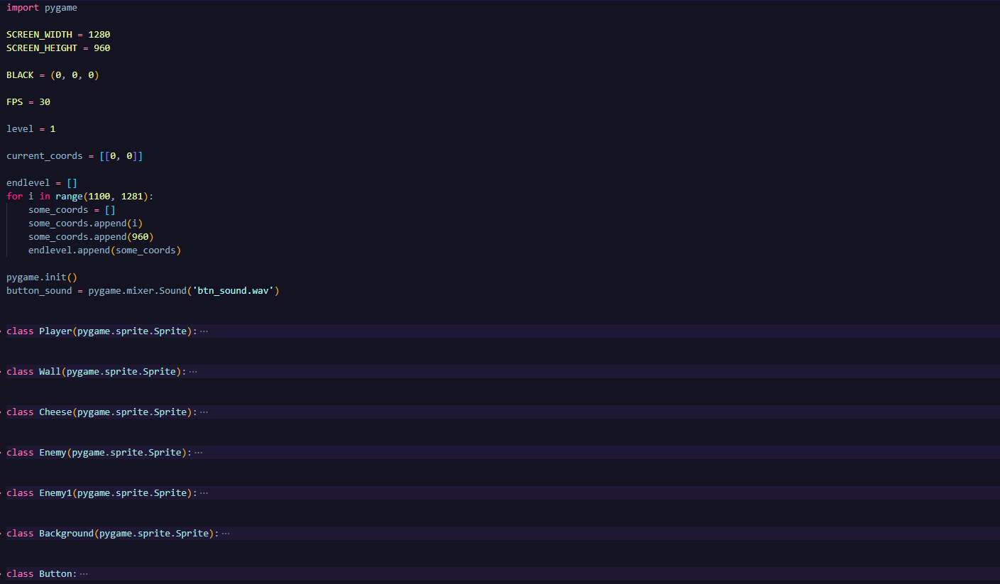 import pygame
SCREEN_WIDTH = 1280
SCREEN_HEIGHT = 960
BLACK = (0, 0, 0)
FPS = 30
level = 1
current_coords = [[0, 0]]
endlevel = []
for i in range(1100, 1281):
    some_coords = []
    some_coords.append(i)
    some_coords.append(960)
    endlevel.append(some_coords)
pygame.init()
button_sound = pygame.mixer.Sound('btn_sound.wav')
class Player(pygame.sprite.Sprite): ···
class Wall(pygame.sprite.Sprite): ···
class Cheese(pygame.sprite.Sprite): ···
class Enemy(pygame.sprite.Sprite): ···
class Enemy1(pygame.sprite.Sprite): ···
class Background(pygame.sprite.Sprite): ···
class Button: ···